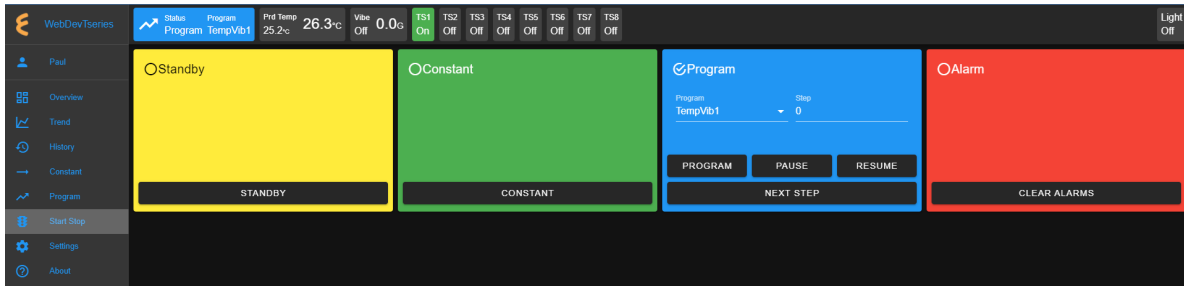 WebDevTseries
Status Program
Program TempVib1
Prd Temp
25.2°c
26.3°c
Vibe
Off
0.0G
TS1 TS2 TS3 TS4 TS5 TS6 TS7 TS8
On Off Off Off Off Off Off Off
Light
Off
Paul
Overview
Trend
History
Constant
Program
Start Stop
Settings
About
Standby
STANDBY
Constant
CONSTANT
Program
Program Step
TempVib1 0
PROGRAM PAUSE RESUME
NEXT STEP
Alarm
CLEAR ALARMS